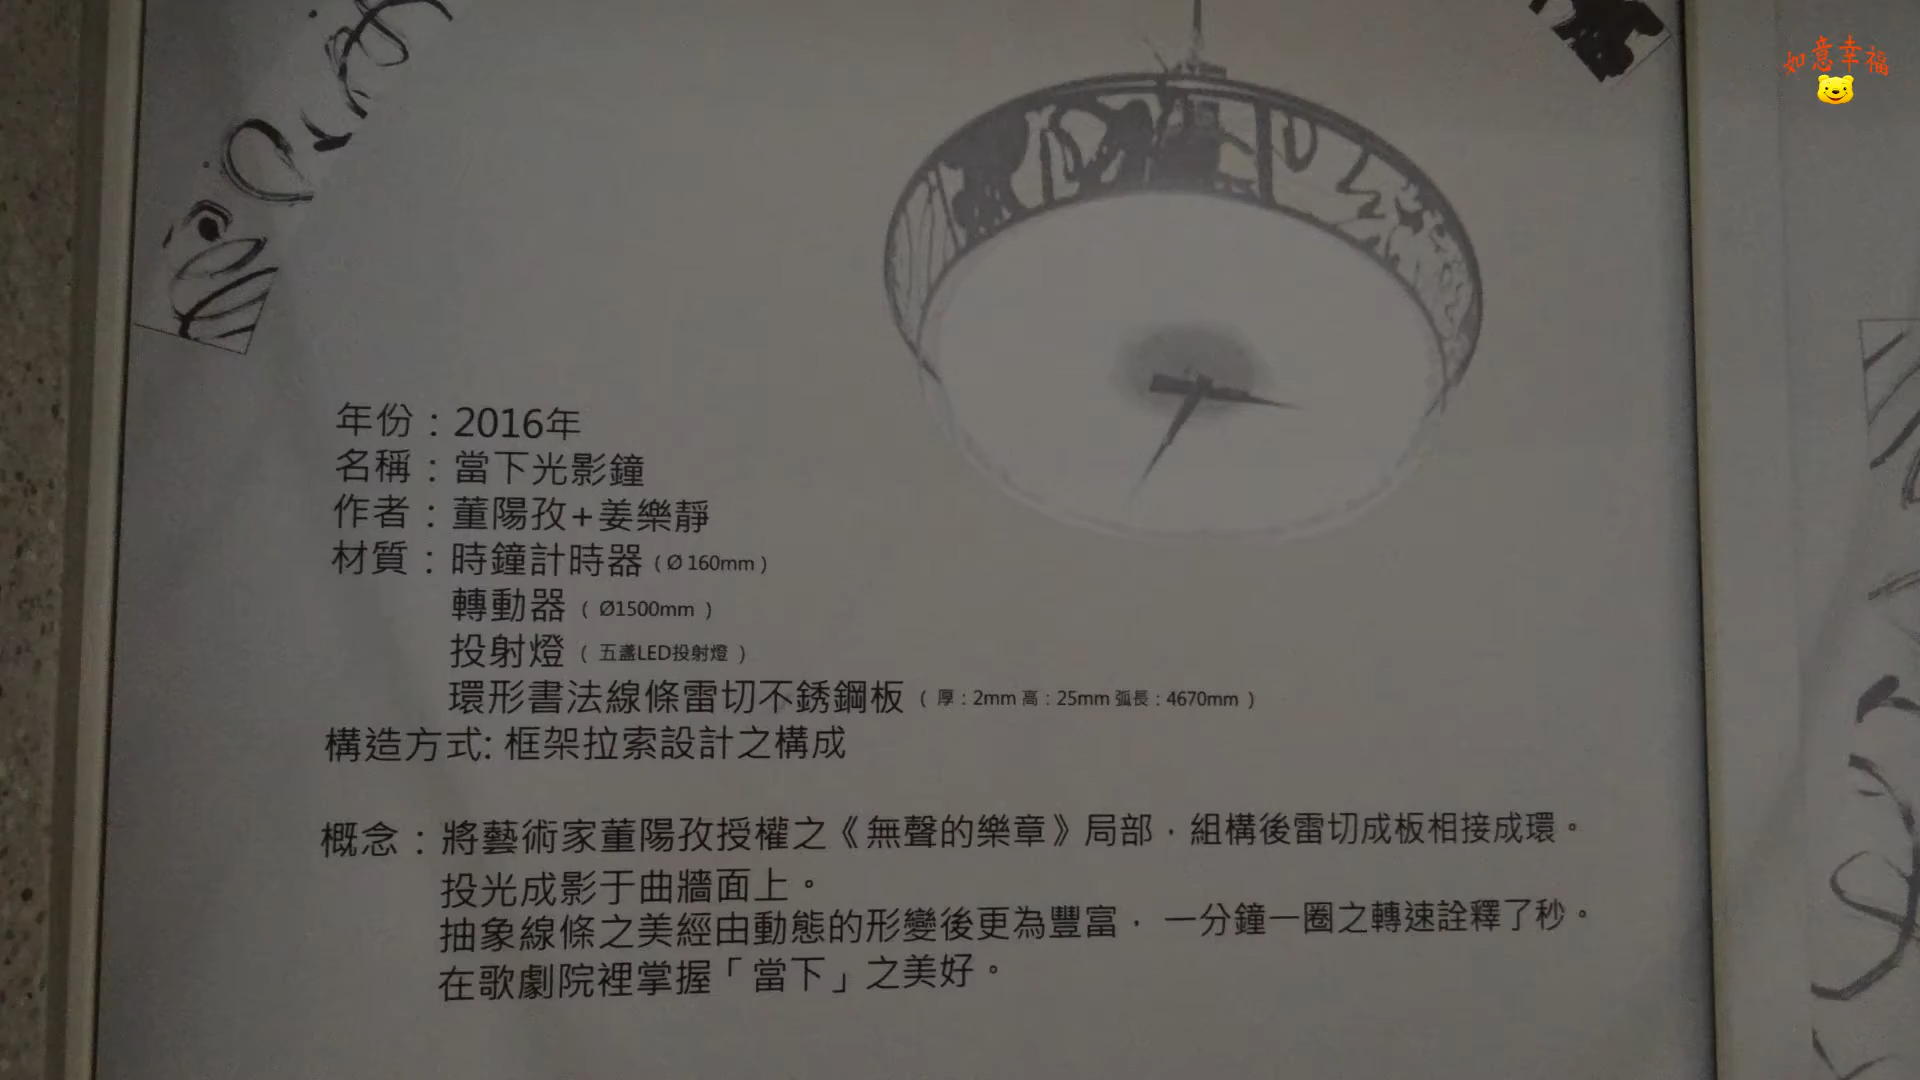 如意幸福
年份：2016年
名稱：當下光影鐘
作者：董陽孜+姜樂靜
材質：時鐘計時器（Ø 160mm）
轉動器（ Ø1500mm ）
投射燈（ 五盞LED投射燈 ）
環形書法線條雷切不銹鋼板（ 厚：2mm 高：25mm 弧長：4670mm ）
構造方式: 框架拉索設計之構成
概念：將藝術家董陽孜授權之《無聲的樂章》局部，組構後雷切成板相接成環。
投光成影于曲牆面上。
抽象線條之美經由動態的形變後更為豐富， 一分鐘一圈之轉速詮釋了秒。
在歌劇院裡掌握「當下」之美好。